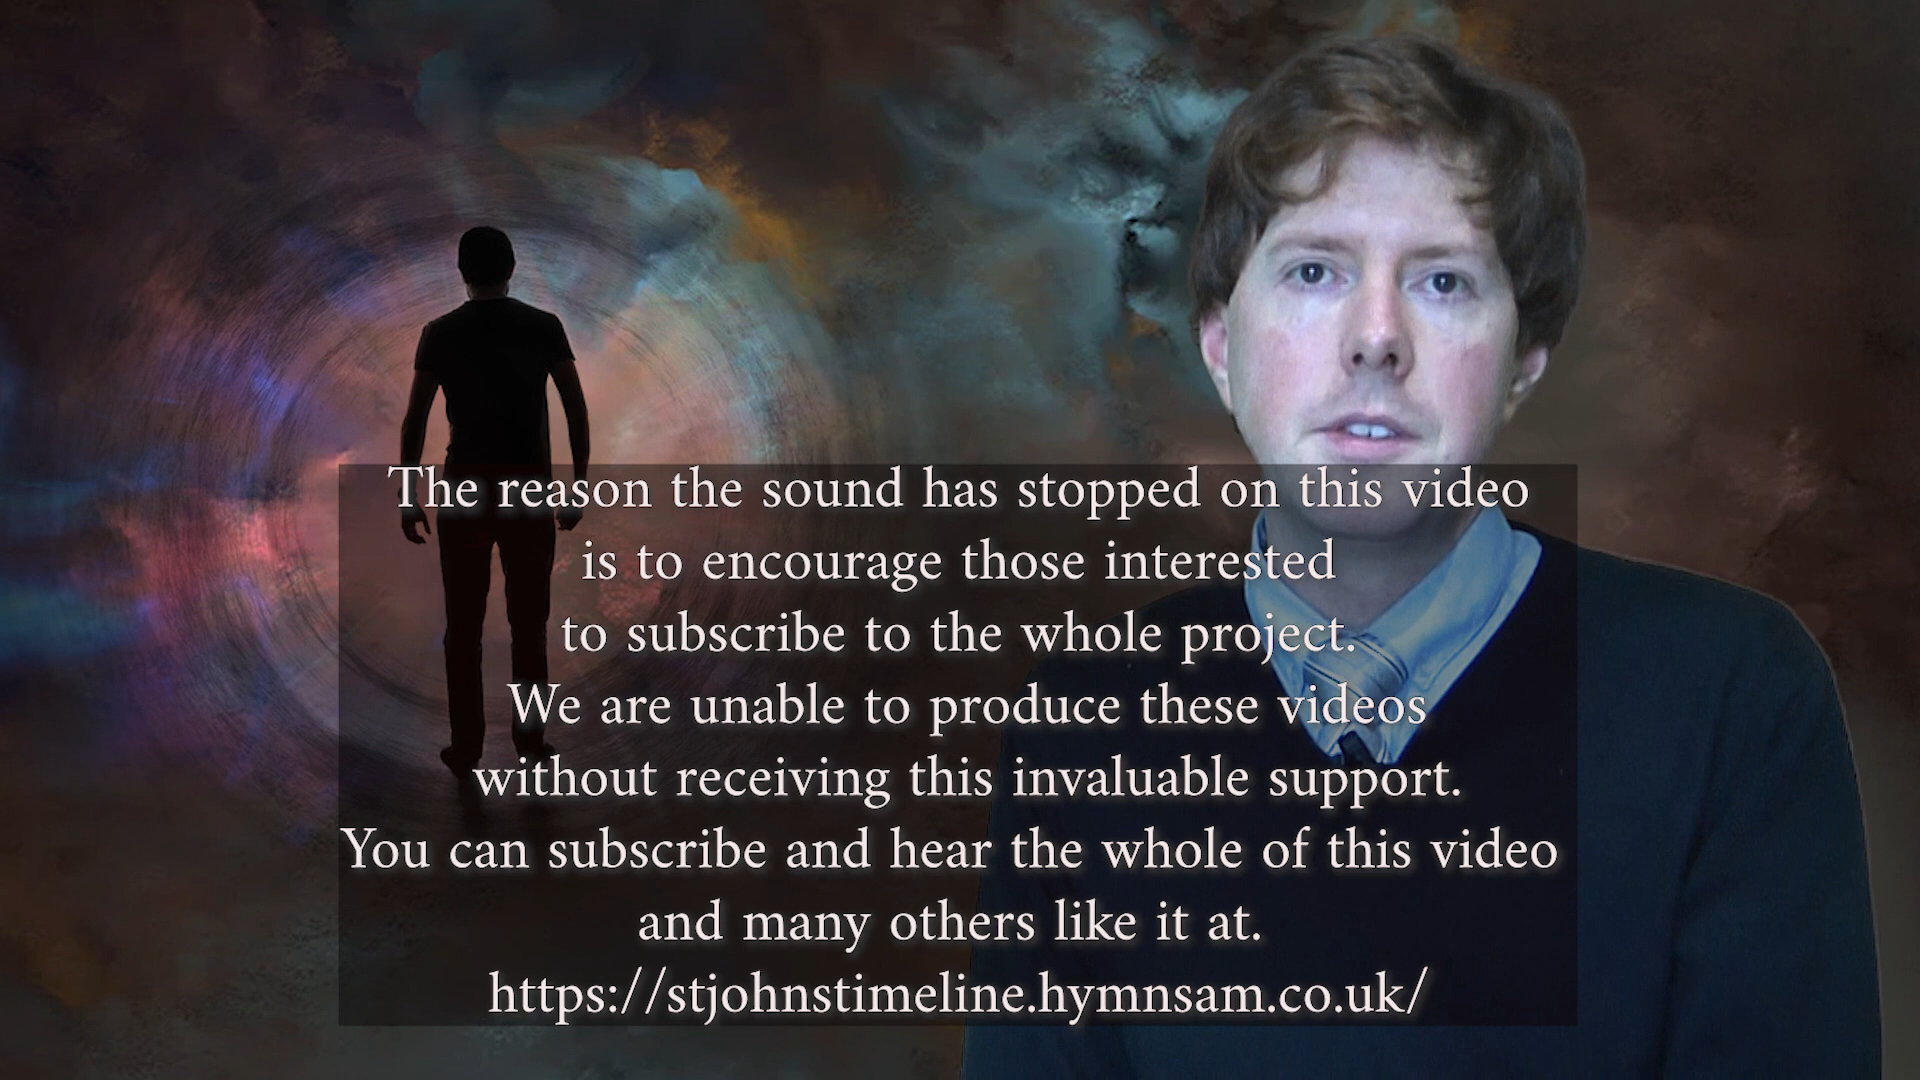 The reason the sound has stopped on this video
is to encourage those interested
to subscribe to the whole project.
We are unable to produce these videos
without receiving this invaluable support.
You can subscribe and hear the whole of this video
and many others like it at.
https://stjohnstimeline.hymnsam.co.uk/